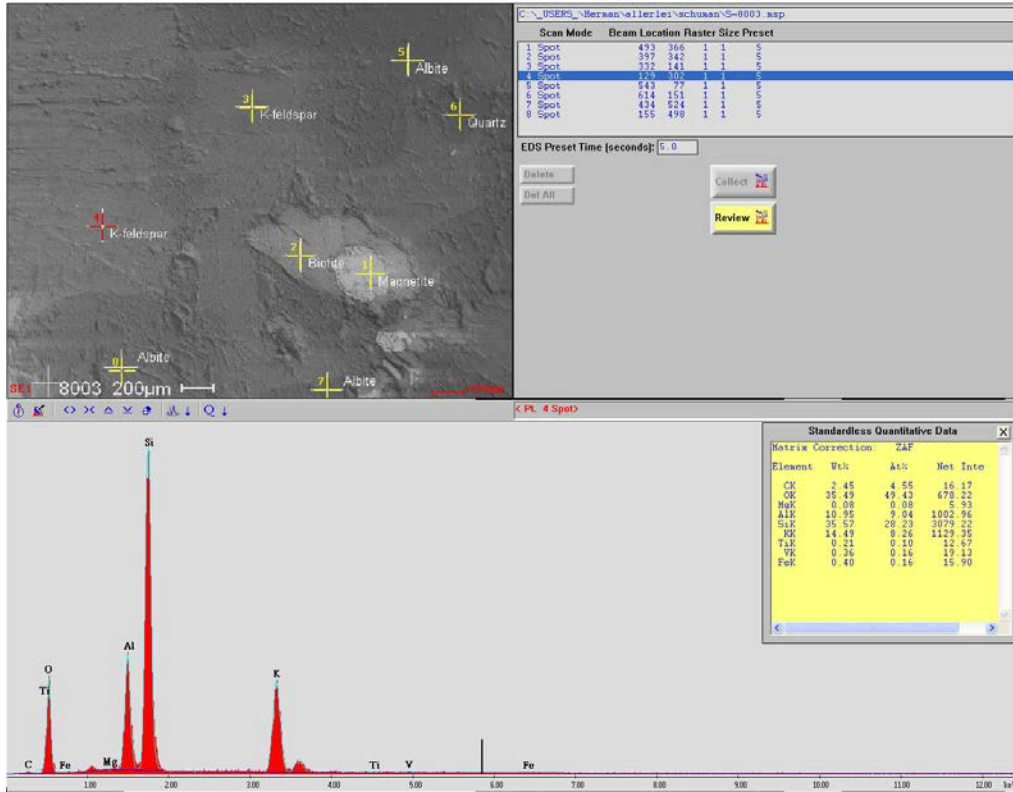 C:\_USERS_\Herman\allerlei\schuman\S-8003.msp
Scan Mode Beam Location Raster Size Preset
1 Spot 493 366 1 1 5
2 Spot 397 342 1 1 5
3 Spot 332 141 1 1 5
4 Spot 129 302 1 1 5
5 Spot 543 77 1 1 5
6 Spot 614 151 1 1 5
7 Spot 434 524 1 1 5
8 Spot 155 498 1 1 5
EDS Preset Time (seconds): 5.0
Delete
Del All
Collect
Review
5
Albite
3
K-feldspar
6
Quartz
4
K-feldspar
2
Biotite
1
Magnetite
8
Albite
7
Albite
SE1
8003 200µm
< Pt. 4 Spot>
Standardless Quantitative Data
Matrix Correction: ZAF
Element Wt% At% Net Inte
CK 2.45 4.55 16.17
OK 35.49 49.43 670.22
MgK 0.08 0.08 5.93
AlK 10.95 9.04 1002.96
SiK 35.57 28.23 3079.22
KK 14.49 8.26 1129.35
TiK 0.21 0.10 12.67
VK 0.36 0.16 19.13
FeK 0.40 0.16 15.90
Si
Al
O
K
Ti
C Fe Mg Ti V Fe
1.00 2.00 3.00 4.00 5.00 6.00 7.00 8.00 9.00 10.00 11.00 12.00